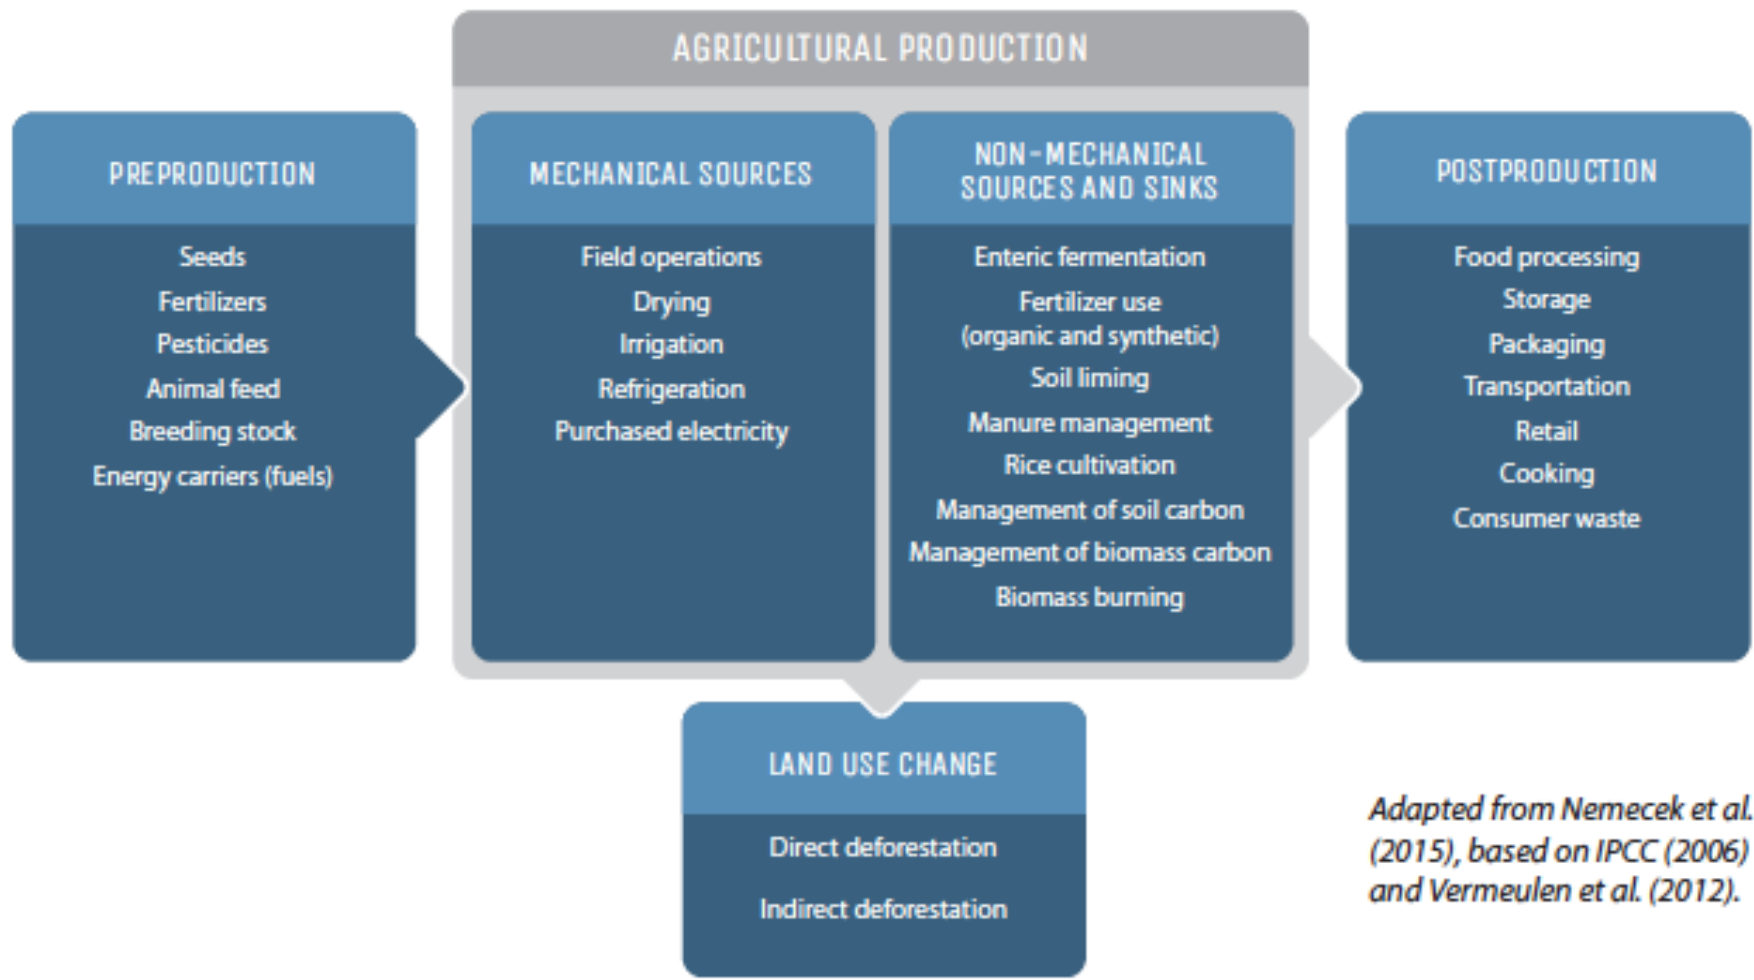 AGRICULTURAL PRODUCTION
PREPRODUCTION
Seeds
Fertilizers
Pesticides
Animal feed
Breeding stock
Energy carriers (fuels)
MECHANICAL SOURCES
Field operations
Drying
Irrigation
Refrigeration
Purchased electricity
NON-MECHANICAL
SOURCES AND SINKS
Enteric fermentation
Fertilizer use
(organic and synthetic)
Soil liming
Manure management
Rice cultivation
Management of soil carbon
Management of biomass carbon
Biomass burning
POSTPRODUCTION
Food processing
Storage
Packaging
Transportation
Retail
Cooking
Consumer waste
LAND USE CHANGE
Direct deforestation
Indirect deforestation
Adapted from Nemecek et al.
(2015), based on IPCC (2006)
and Vermeulen et al. (2012).